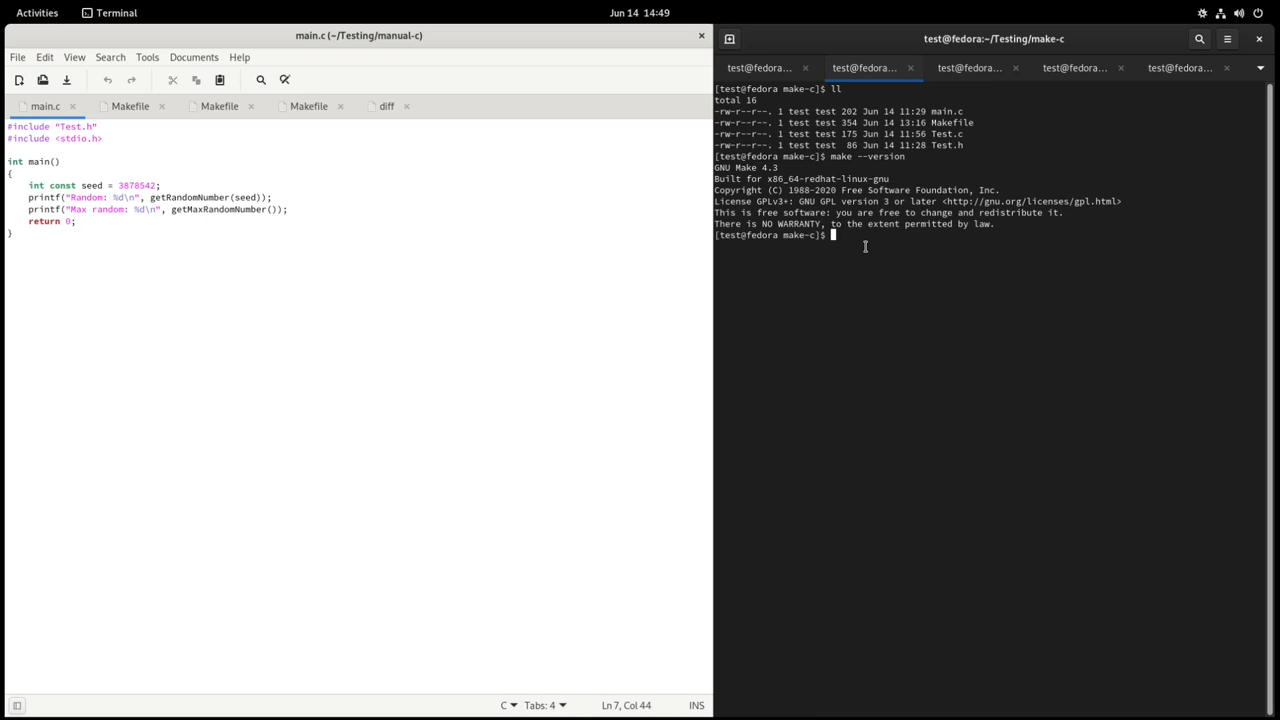 Activities Terminal Jun 14 14:49
main.c (~/Testing/manual-c)
File Edit View Search Tools Documents Help
main.c Makefile Makefile Makefile diff
#include "Test.h"
#include <stdio.h>
int main()
{
    int const seed = 3878542;
    printf("Random: %d\n", getRandomNumber(seed));
    printf("Max random: %d\n", getMaxRandomNumber());
    return 0;
}
C Tabs: 4 Ln 7, Col 44 INS
test@fedora:~/Testing/make-c
test@fedora... test@fedora... test@fedora... test@fedora... test@fedora...
[test@fedora make-c]$ ll
total 16
-rw-r--r--. 1 test test 202 Jun 14 11:29 main.c
-rw-r--r--. 1 test test 354 Jun 14 13:16 Makefile
-rw-r--r--. 1 test test 175 Jun 14 11:56 Test.c
-rw-r--r--. 1 test test  86 Jun 14 11:28 Test.h
[test@fedora make-c]$ make --version
GNU Make 4.3
Built for x86_64-redhat-linux-gnu
Copyright (C) 1988-2020 Free Software Foundation, Inc.
License GPLv3+: GNU GPL version 3 or later <http://gnu.org/licenses/gpl.html>
This is free software: you are free to change and redistribute it.
There is NO WARRANTY, to the extent permitted by law.
[test@fedora make-c]$